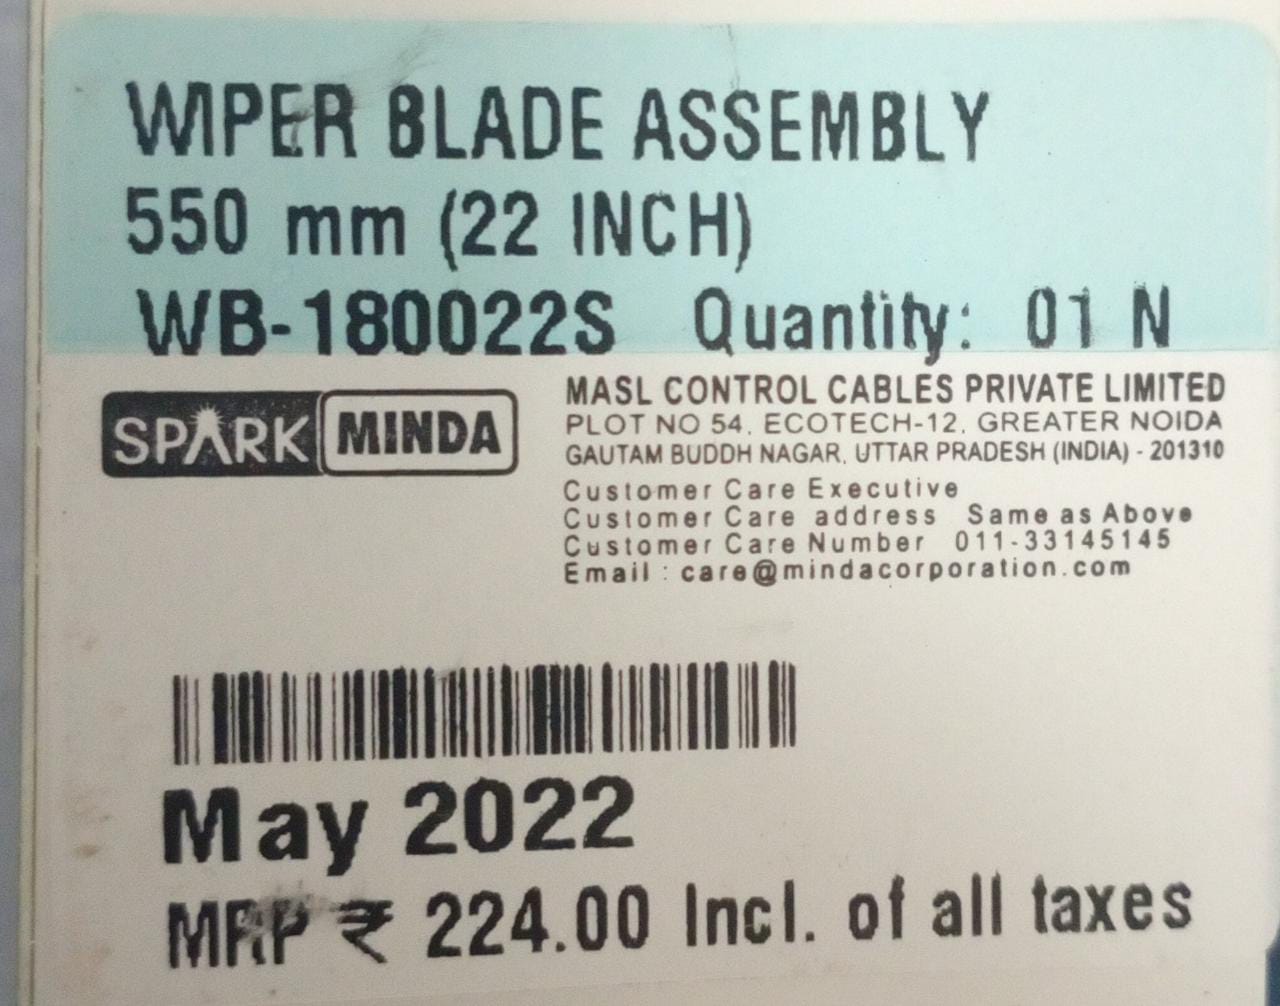 WIPER BLADE ASSEMBLY
550 mm (22 INCH)
WB-180022S Quantity: 01 N
SPARK MINDA
MASL CONTROL CABLES PRIVATE LIMITED
PLOT NO 54, ECOTECH-12, GREATER NOIDA
GAUTAM BUDDH NAGAR, UTTAR PRADESH (INDIA) - 201310
Customer Care Executive
Customer Care address Same as Above
Customer Care Number 011-33145145
Email : care@mindacorporation.com
May 2022
MRP ₹ 224.00 Incl. of all taxes